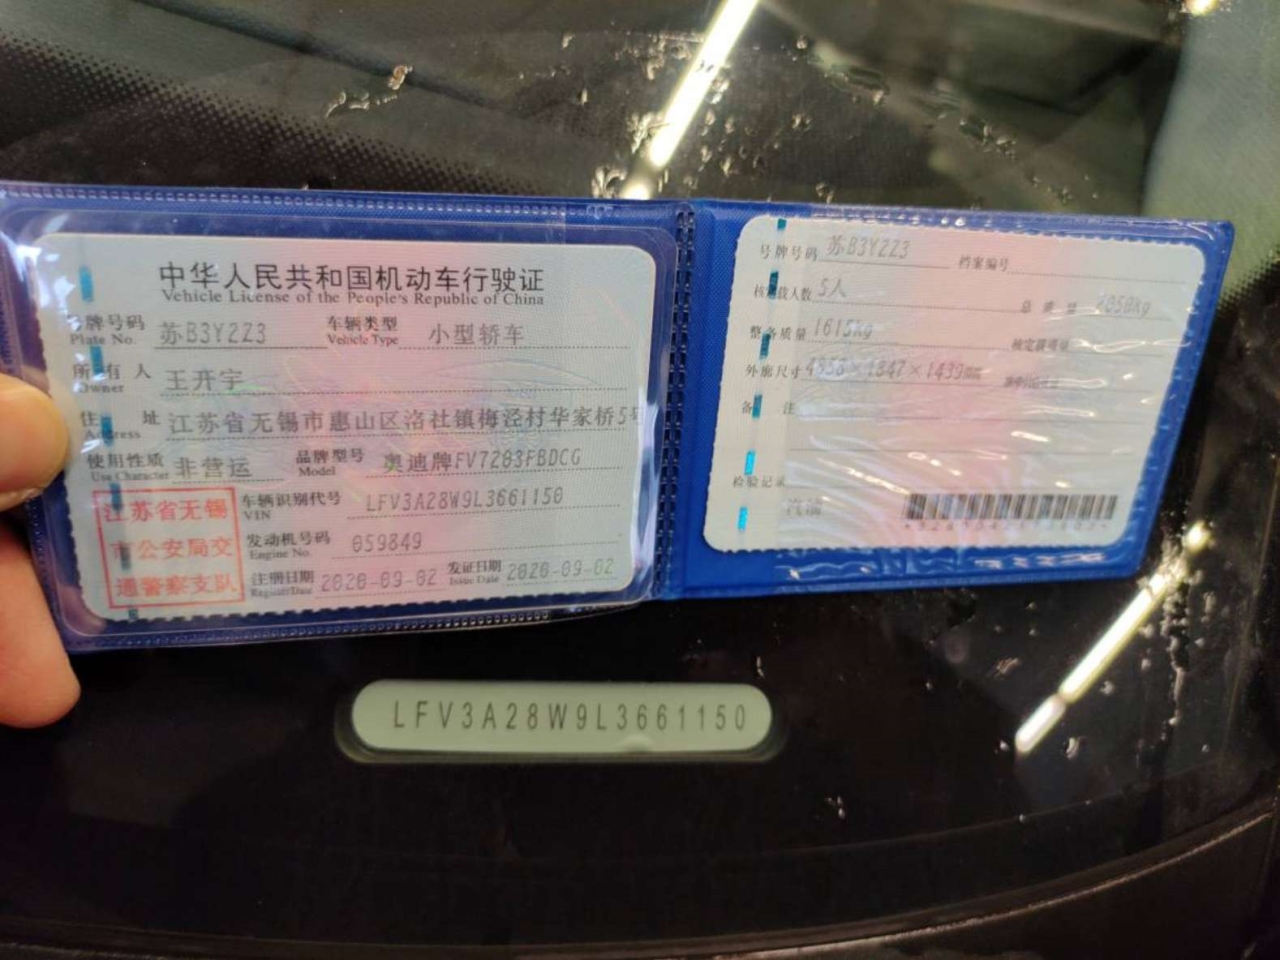 中华人民共和国机动车行驶证
Vehicle License of the People's Republic of China
号牌号码 苏B3Y2Z3 车辆类型 小型轿车
Plate No. Vehicle Type
所有人 王开宇
Owner
住址 江苏省无锡市惠山区洛社镇梅泾村华家桥5号
Address
使用性质 非营运 品牌型号 奥迪牌FV7203FBDCG
Use Character Model
江苏省无锡
市公安局交
通警察支队
车辆识别代号 LFV3A28W9L3661150
VIN
发动机号码 059849
Engine No.
注册日期 2020-09-02 发证日期 2020-09-02
Register Date Issue Date
号牌号码 苏B3Y2Z3 档案编号
核定载人数 5人 总质量 2050kg
整备质量 1615kg 核定载质量
外廓尺寸 4858×1847×1439mm
备注
检验记录
汽油
LFV3A28W9L3661150